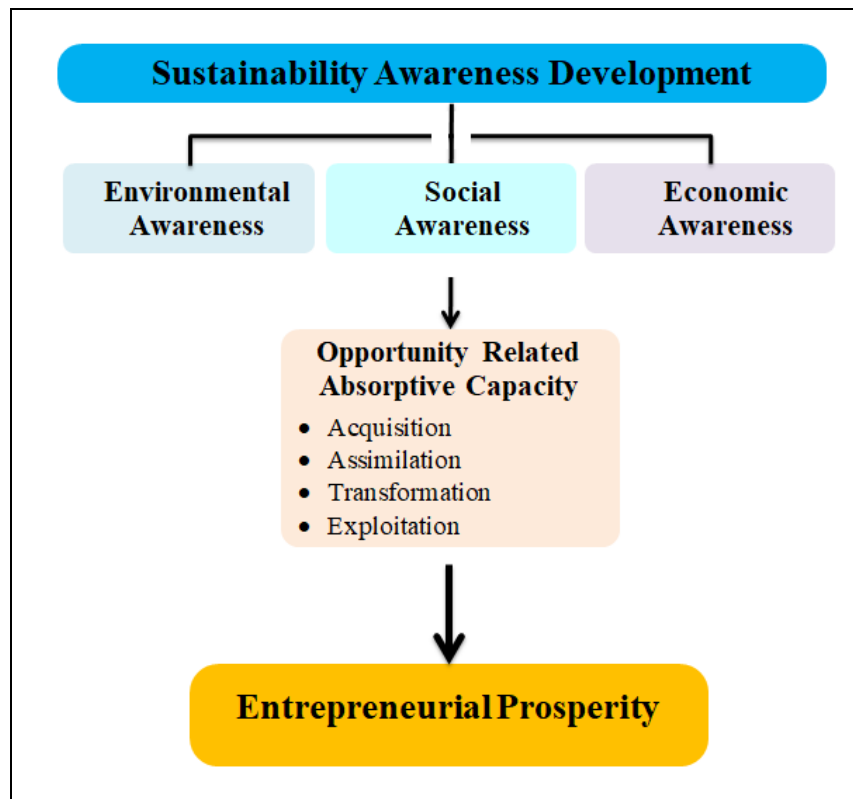 Sustainability Awareness Development
Environmental
Awareness
Social
Awareness
Economic
Awareness
Opportunity Related
Absorptive Capacity
• Acquisition
• Assimilation
• Transformation
• Exploitation
Entrepreneurial Prosperity